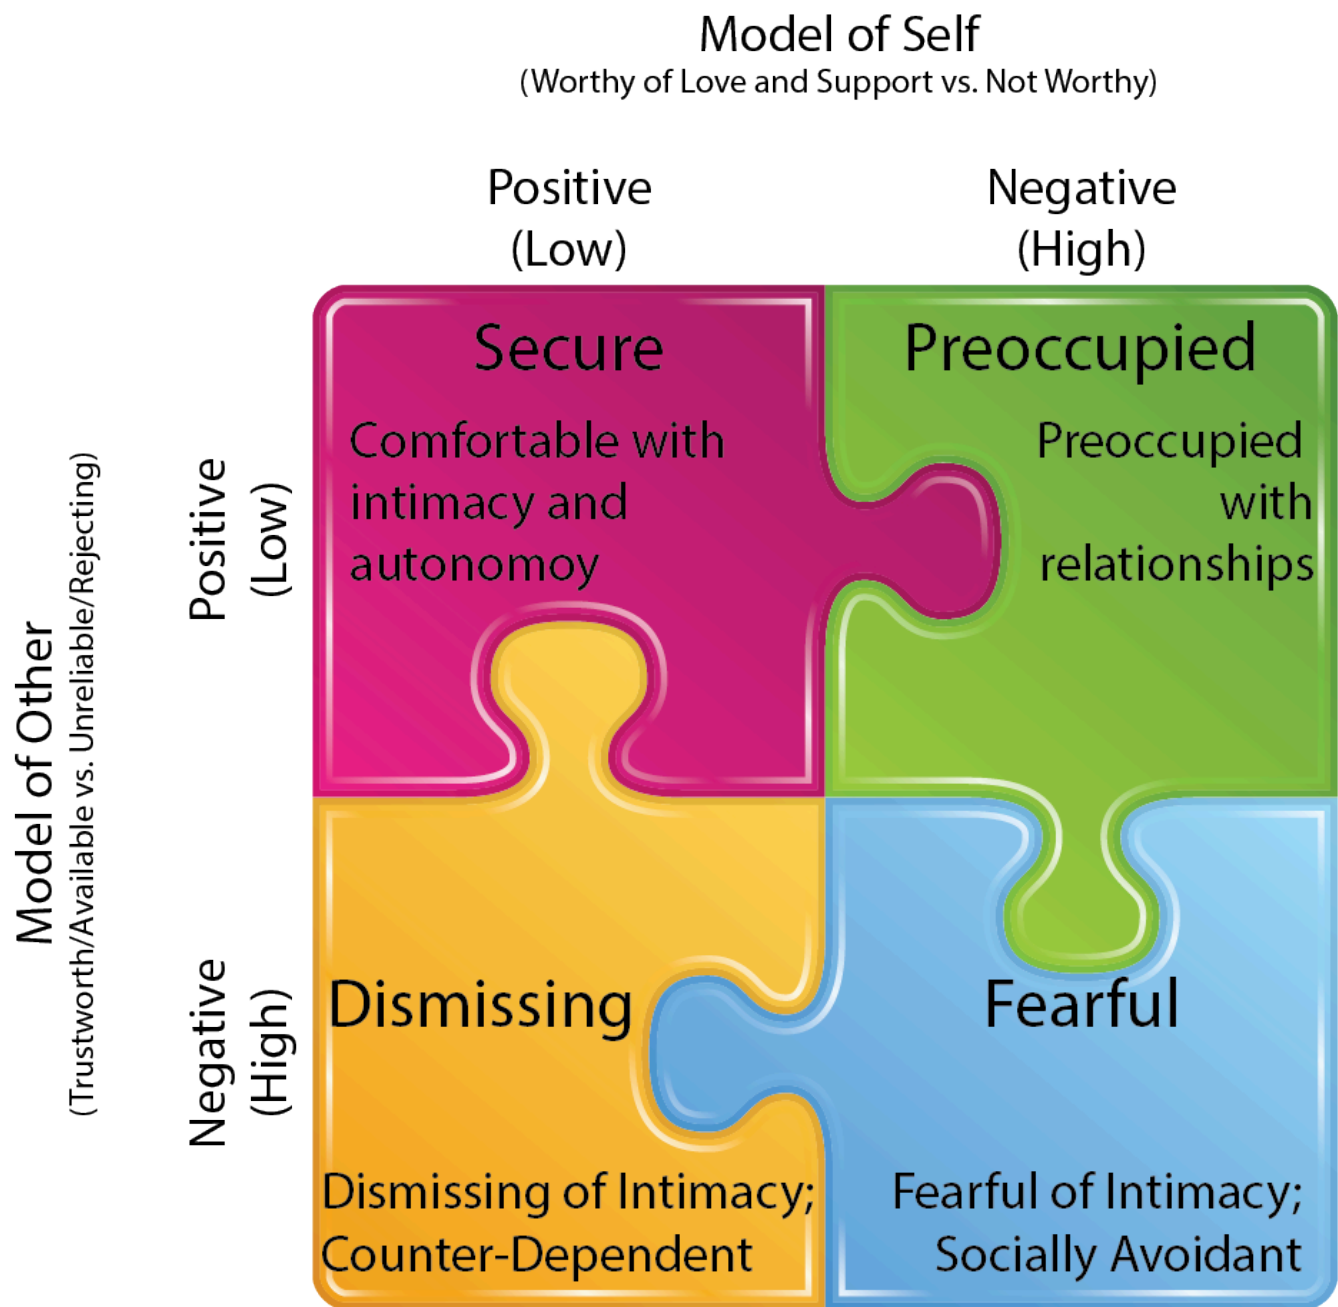 Model of Self
(Worthy of Love and Support vs. Not Worthy)
Positive
(Low)
Negative
(High)
Model of Other
(Trustworth/Available vs. Unreliable/Rejecting)
Positive
(Low)
Secure
Comfortable with
intimacy and
autonomoy
Preoccupied
Preoccupied
with
relationships
Negative
(High)
Dismissing
Dismissing of Intimacy;
Counter-Dependent
Fearful
Fearful of Intimacy;
Socially Avoidant